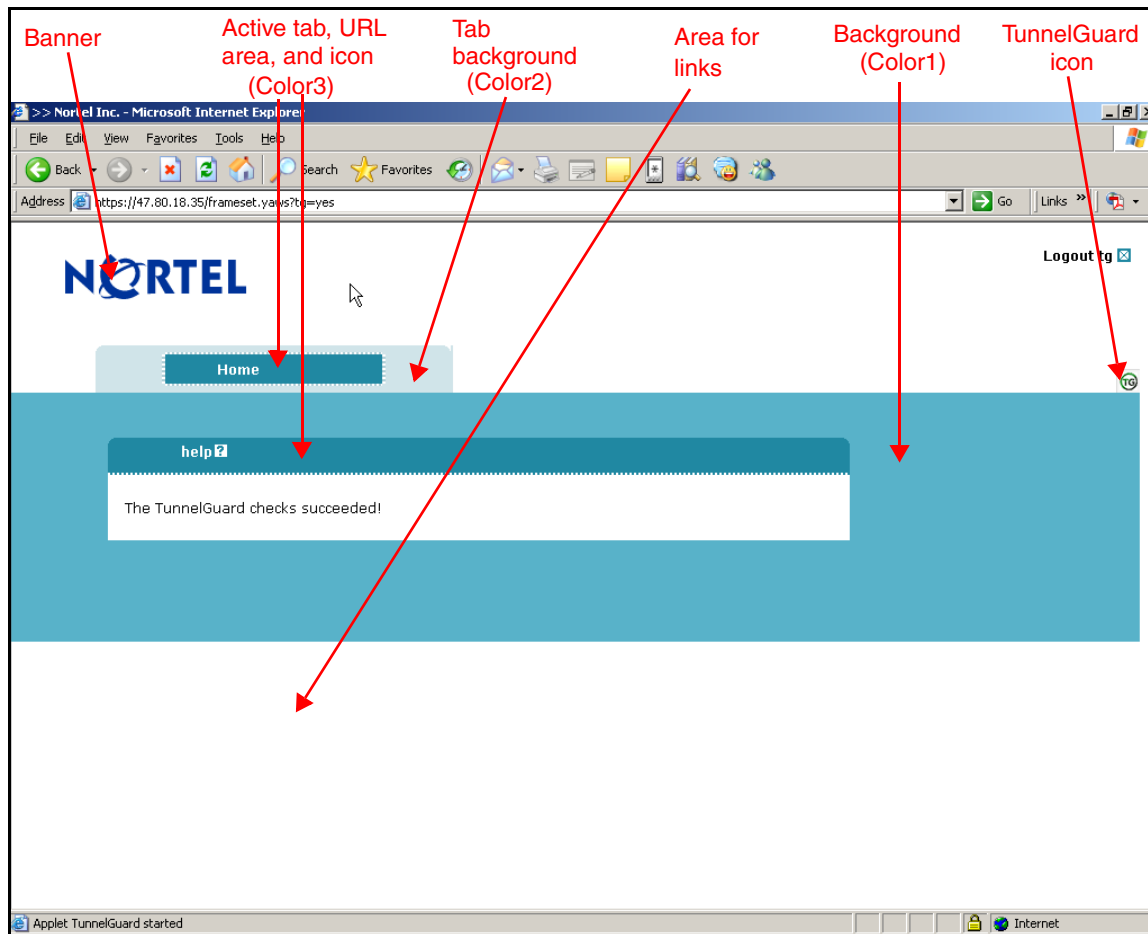 Banner
Active tab, URL
area, and icon
(Color3)
Tab
background
(Color2)
Area for
links
Background
(Color1)
TunnelGuard
icon
>> Nortel Inc. - Microsoft Internet Explorer
File Edit View Favorites Tools Help
Back Search Favorites
Address https://47.80.18.35/frameset.yaws?tg=yes Go Links »
NORTEL
Logout tg
Home
TG
help?
The TunnelGuard checks succeeded!
Applet TunnelGuard started Internet